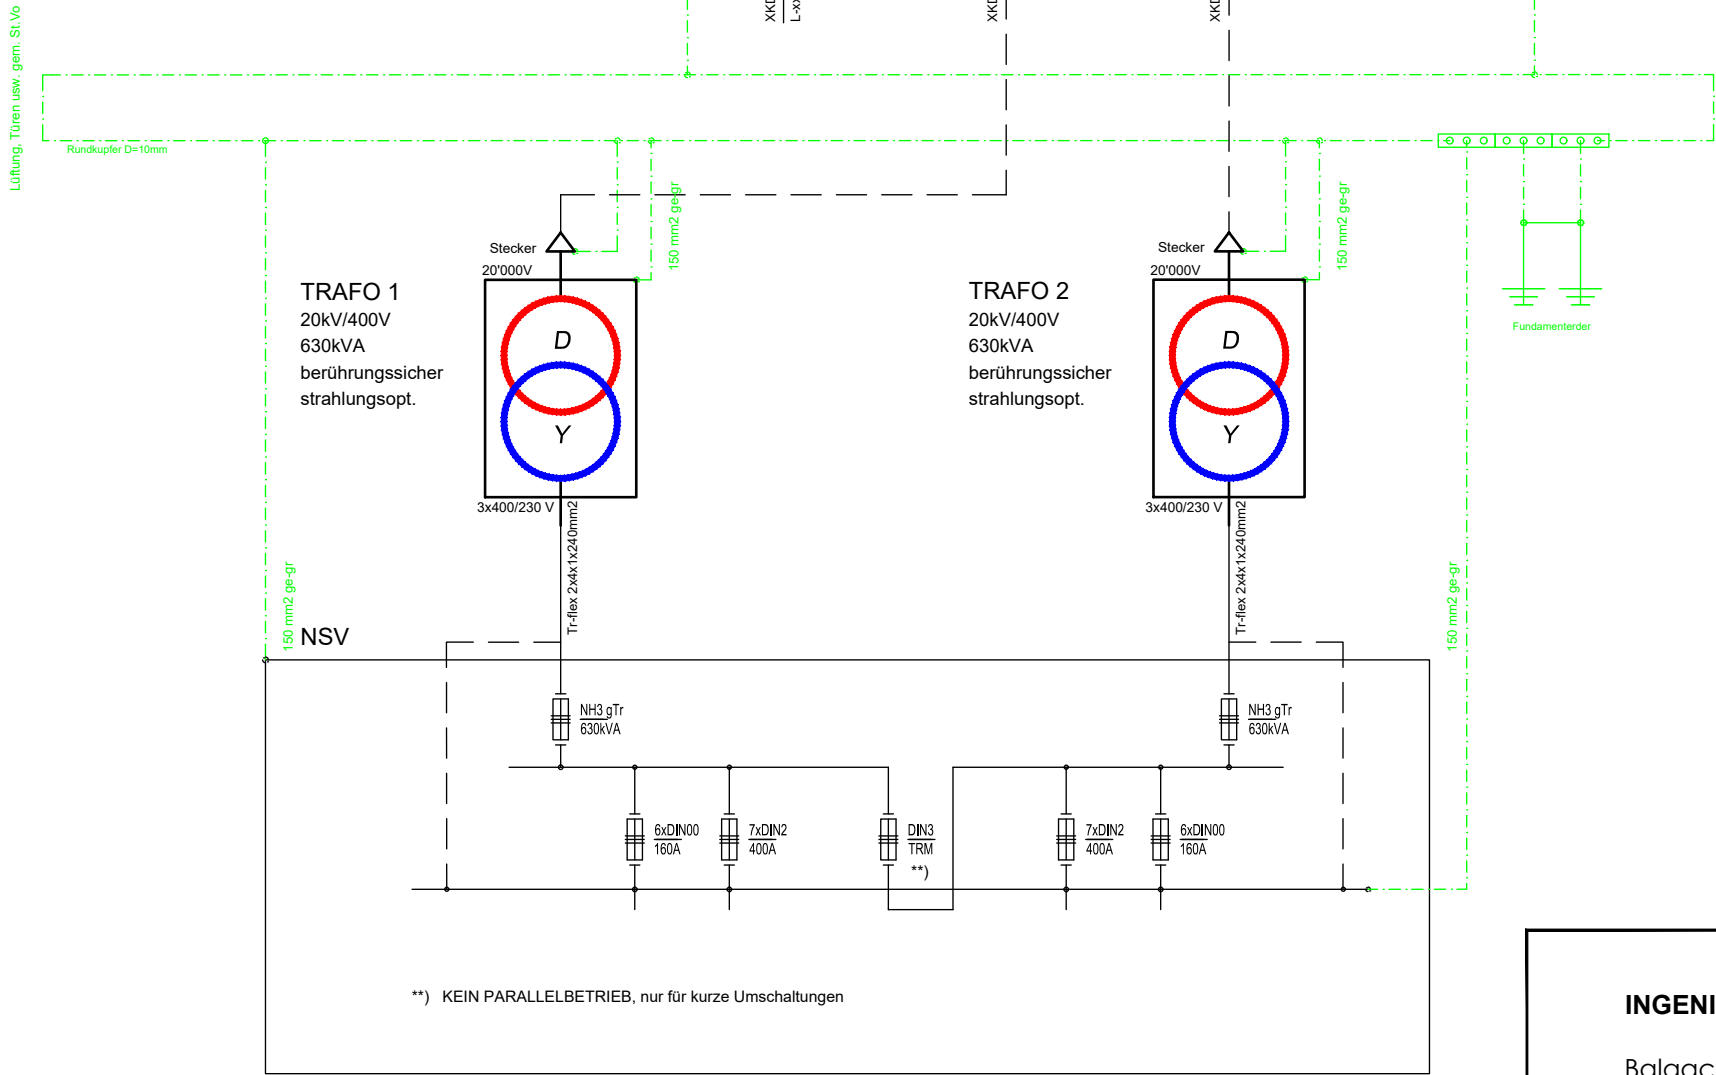 Lüftung, Türen usw. gem. St.Vo
XKD
L-xx
XKD
XKD
Rundkupfer D=10mm
150 mm2 ge-gr
150 mm2 ge-gr
Stecker
20'000V
Stecker
20'000V
TRAFO 1
20kV/400V
630kVA
berührungssicher
strahlungsopt.
D
Y
TRAFO 2
20kV/400V
630kVA
berührungssicher
strahlungsopt.
D
Y
Fundamenterder
3x400/230 V
Tr-flex 2x4x1x240mm2
3x400/230 V
Tr-flex 2x4x1x240mm2
150 mm2 ge-gr
150 mm2 ge-gr
NSV
NH3 gTr
630kVA
NH3 gTr
630kVA
6xDIN00
160A
7xDIN2
400A
DIN3
TRM
**)
7xDIN2
400A
6xDIN00
160A
**) KEIN PARALLELBETRIEB, nur für kurze Umschaltungen
INGENI
Balgac